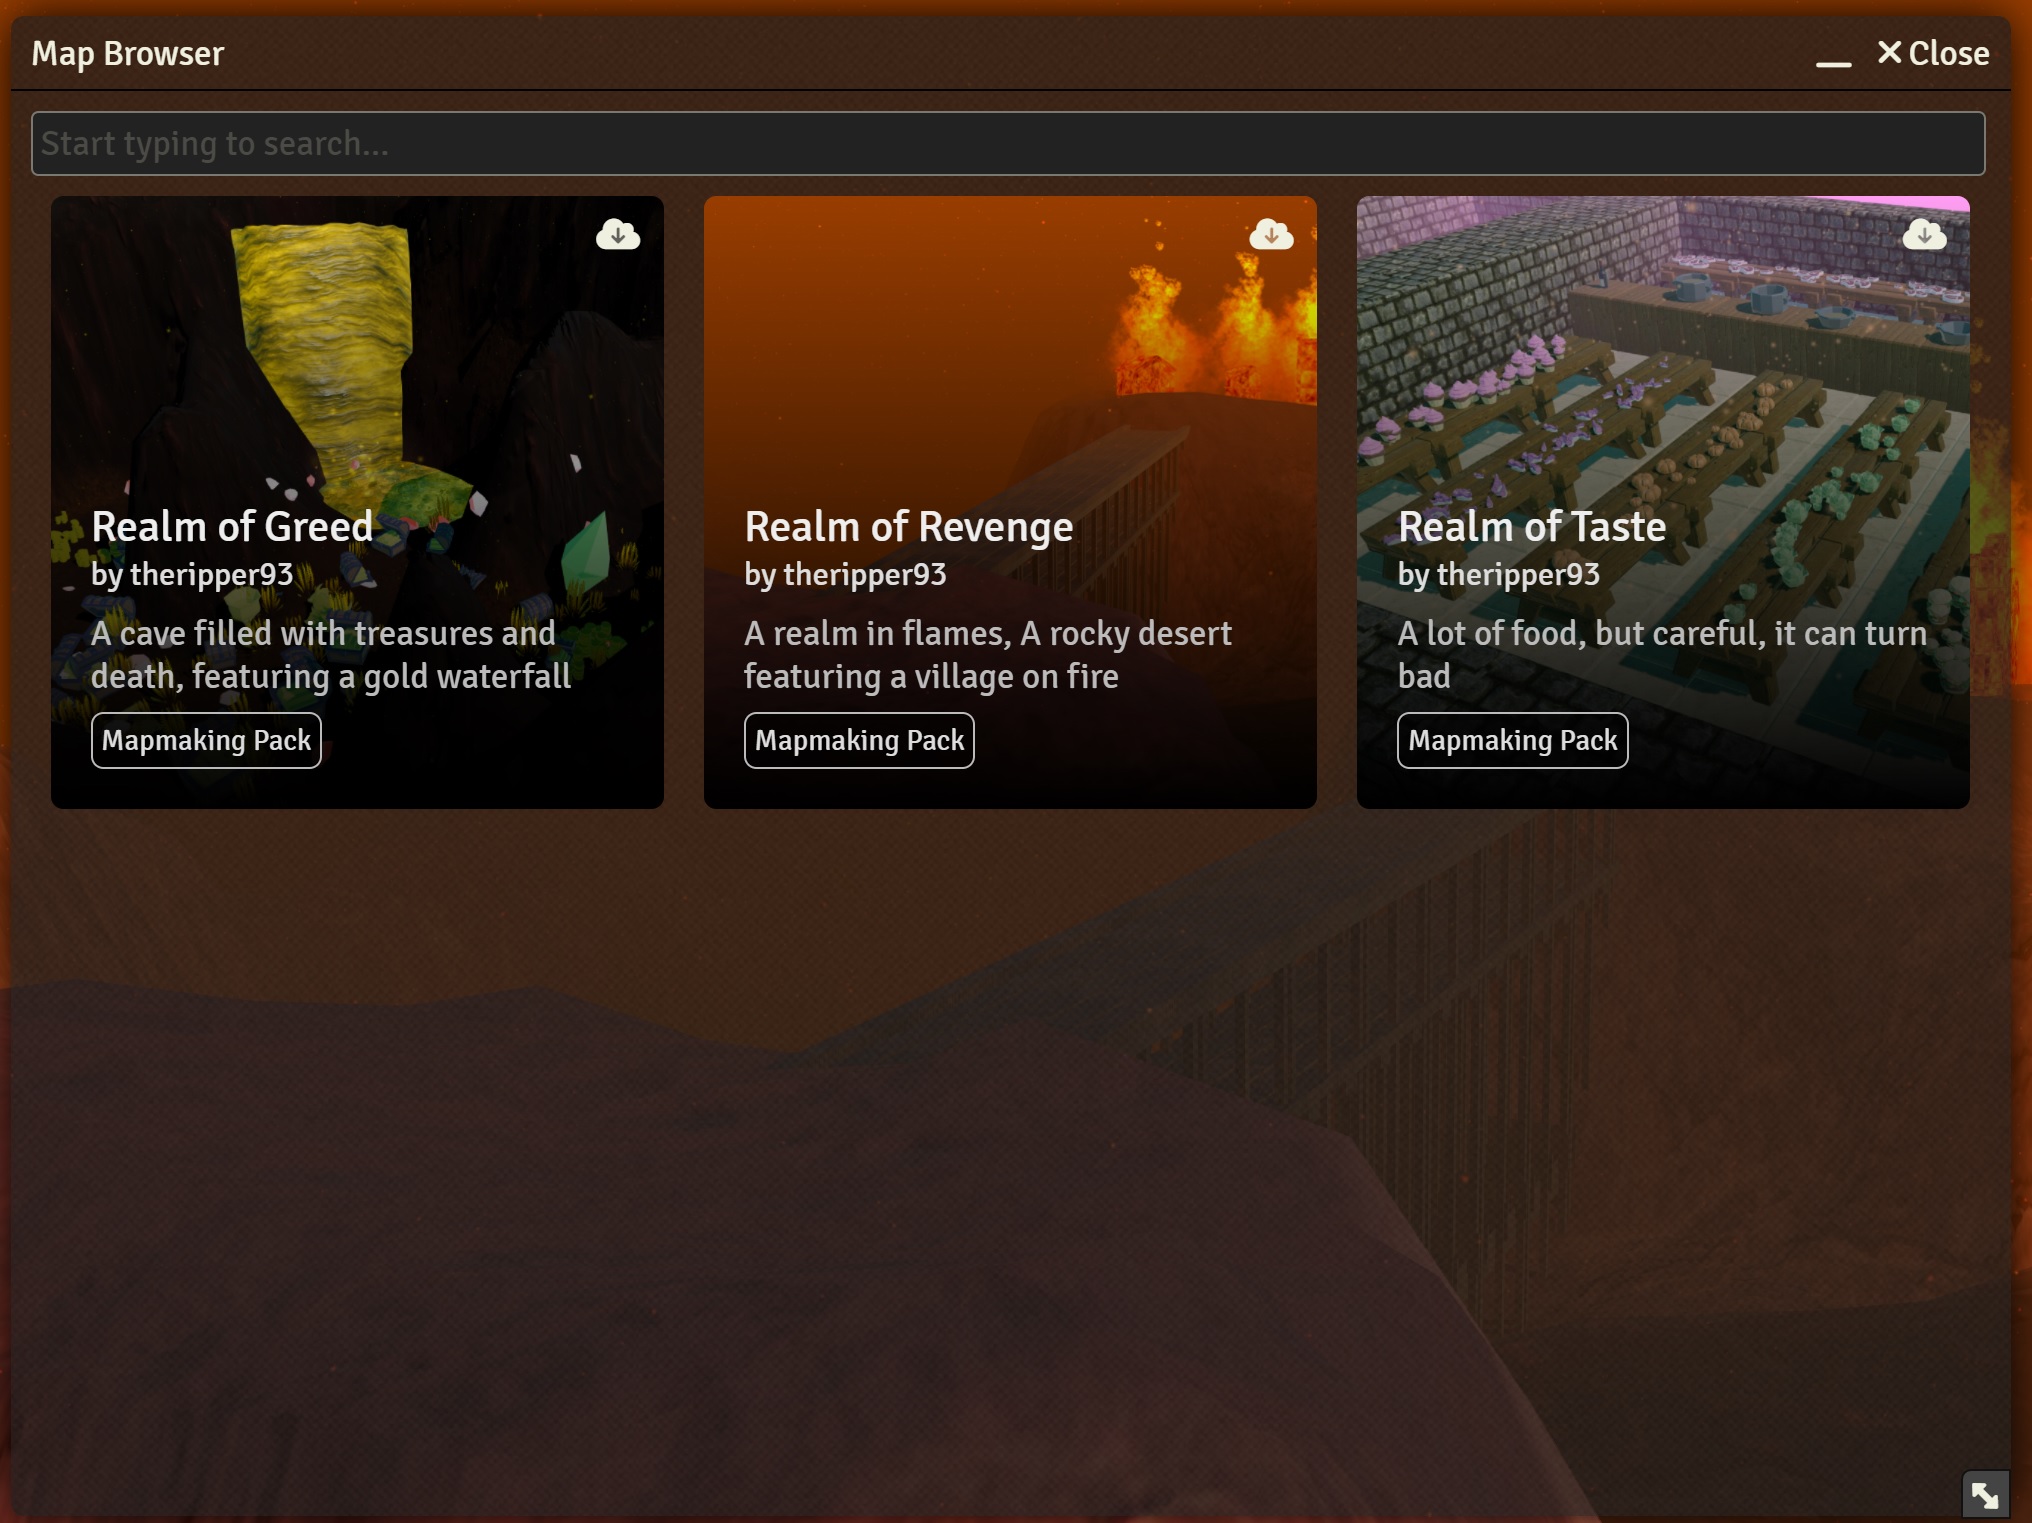 Map Browser
Close
Start typing to search...
Realm of Greed
by theripper93
A cave filled with treasures and
death, featuring a gold waterfall
Mapmaking Pack
Realm of Revenge
by theripper93
A realm in flames, A rocky desert
featuring a village on fire
Mapmaking Pack
Realm of Taste
by theripper93
A lot of food, but careful, it can turn
bad
Mapmaking Pack